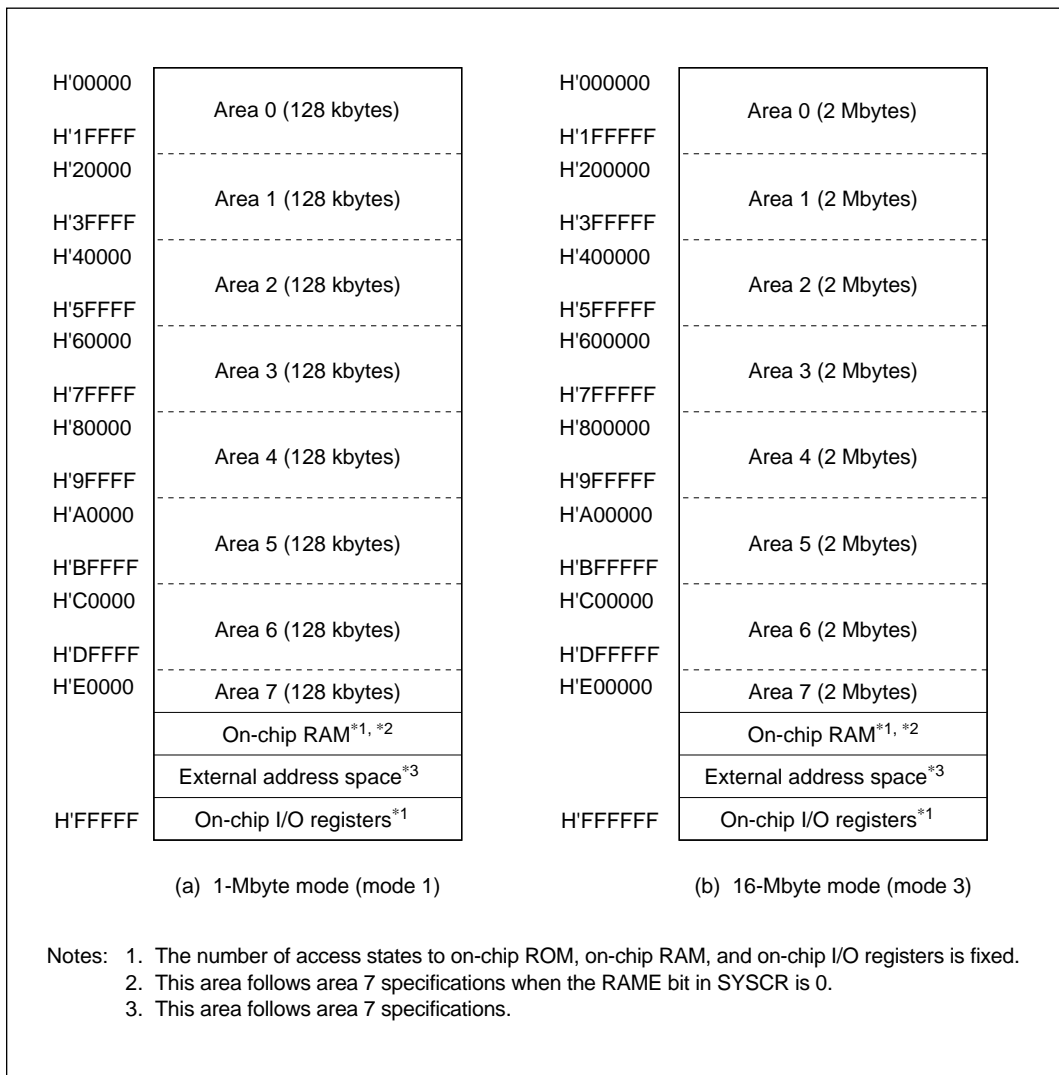 H'00000
Area 0 (128 kbytes)
H'1FFFF
H'20000
Area 1 (128 kbytes)
H'3FFFF
H'40000
Area 2 (128 kbytes)
H'5FFFF
H'60000
Area 3 (128 kbytes)
H'7FFFF
H'80000
Area 4 (128 kbytes)
H'9FFFF
H'A0000
Area 5 (128 kbytes)
H'BFFFF
H'C0000
Area 6 (128 kbytes)
H'DFFFF
H'E0000
Area 7 (128 kbytes)
On-chip RAM*1, *2
External address space*3
H'FFFFF
On-chip I/O registers*1
(a) 1-Mbyte mode (mode 1)
H'000000
Area 0 (2 Mbytes)
H'1FFFFF
H'200000
Area 1 (2 Mbytes)
H'3FFFFF
H'400000
Area 2 (2 Mbytes)
H'5FFFFF
H'600000
Area 3 (2 Mbytes)
H'7FFFFF
H'800000
Area 4 (2 Mbytes)
H'9FFFFF
H'A00000
Area 5 (2 Mbytes)
H'BFFFFF
H'C00000
Area 6 (2 Mbytes)
H'DFFFFF
H'E00000
Area 7 (2 Mbytes)
On-chip RAM*1, *2
External address space*3
H'FFFFFF
On-chip I/O registers*1
(b) 16-Mbyte mode (mode 3)
Notes: 1. The number of access states to on-chip ROM, on-chip RAM, and on-chip I/O registers is fixed.
2. This area follows area 7 specifications when the RAME bit in SYSCR is 0.
3. This area follows area 7 specifications.